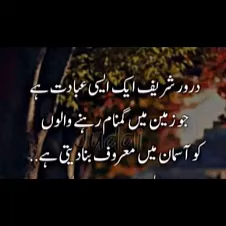 درود شریف ایک ایسی عبادت ہے
جو زمین میں گمنام رہنے والوں
کو آسمان میں معروف بنا دیتی ہے..